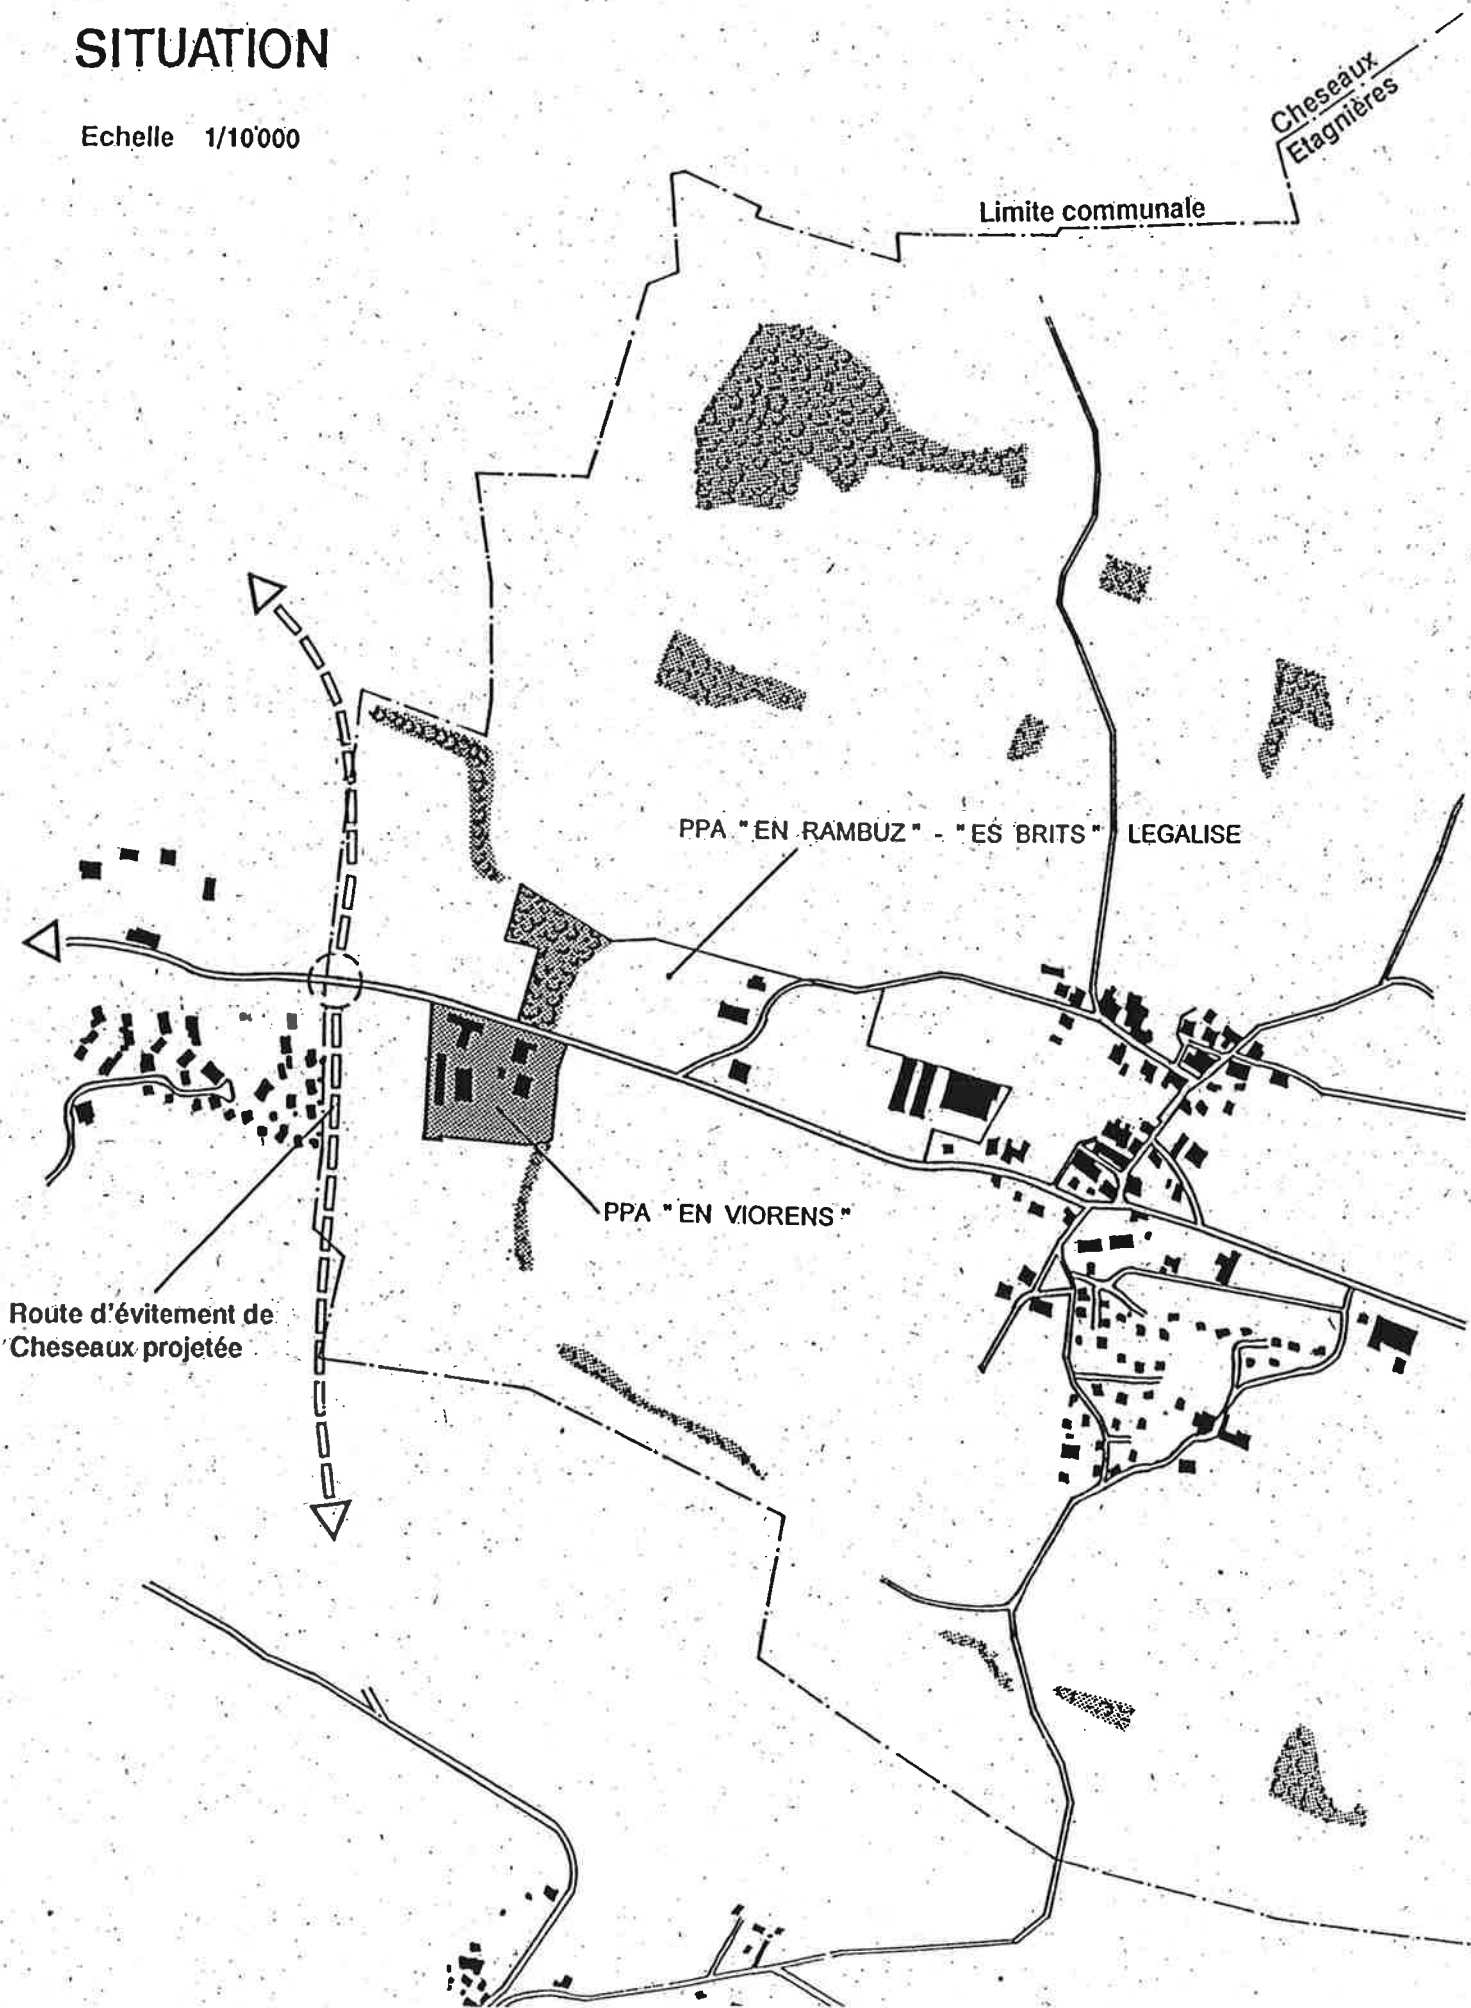 SITUATION
Echelle 1/10'000
Cheseaux
Etagnières
Limite communale
PPA "EN RAMBUZ" - "ES BRITS" LEGALISE
PPA "EN VIORENS"
Route d'évitement de
Cheseaux projetée